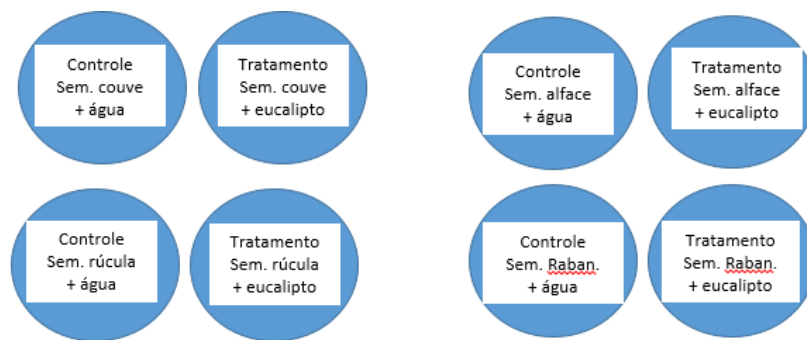 Controle
Sem. couve
+ água
Tratamento
Sem. couve
+ eucalipto
Controle
Sem. alface
+ água
Tratamento
Sem. alface
+ eucalipto
Controle
Sem. rúcula
+ água
Tratamento
Sem. rúcula
+ eucalipto
Controle
Sem. Raban.
+ água
Tratamento
Sem. Raban.
+ eucalipto